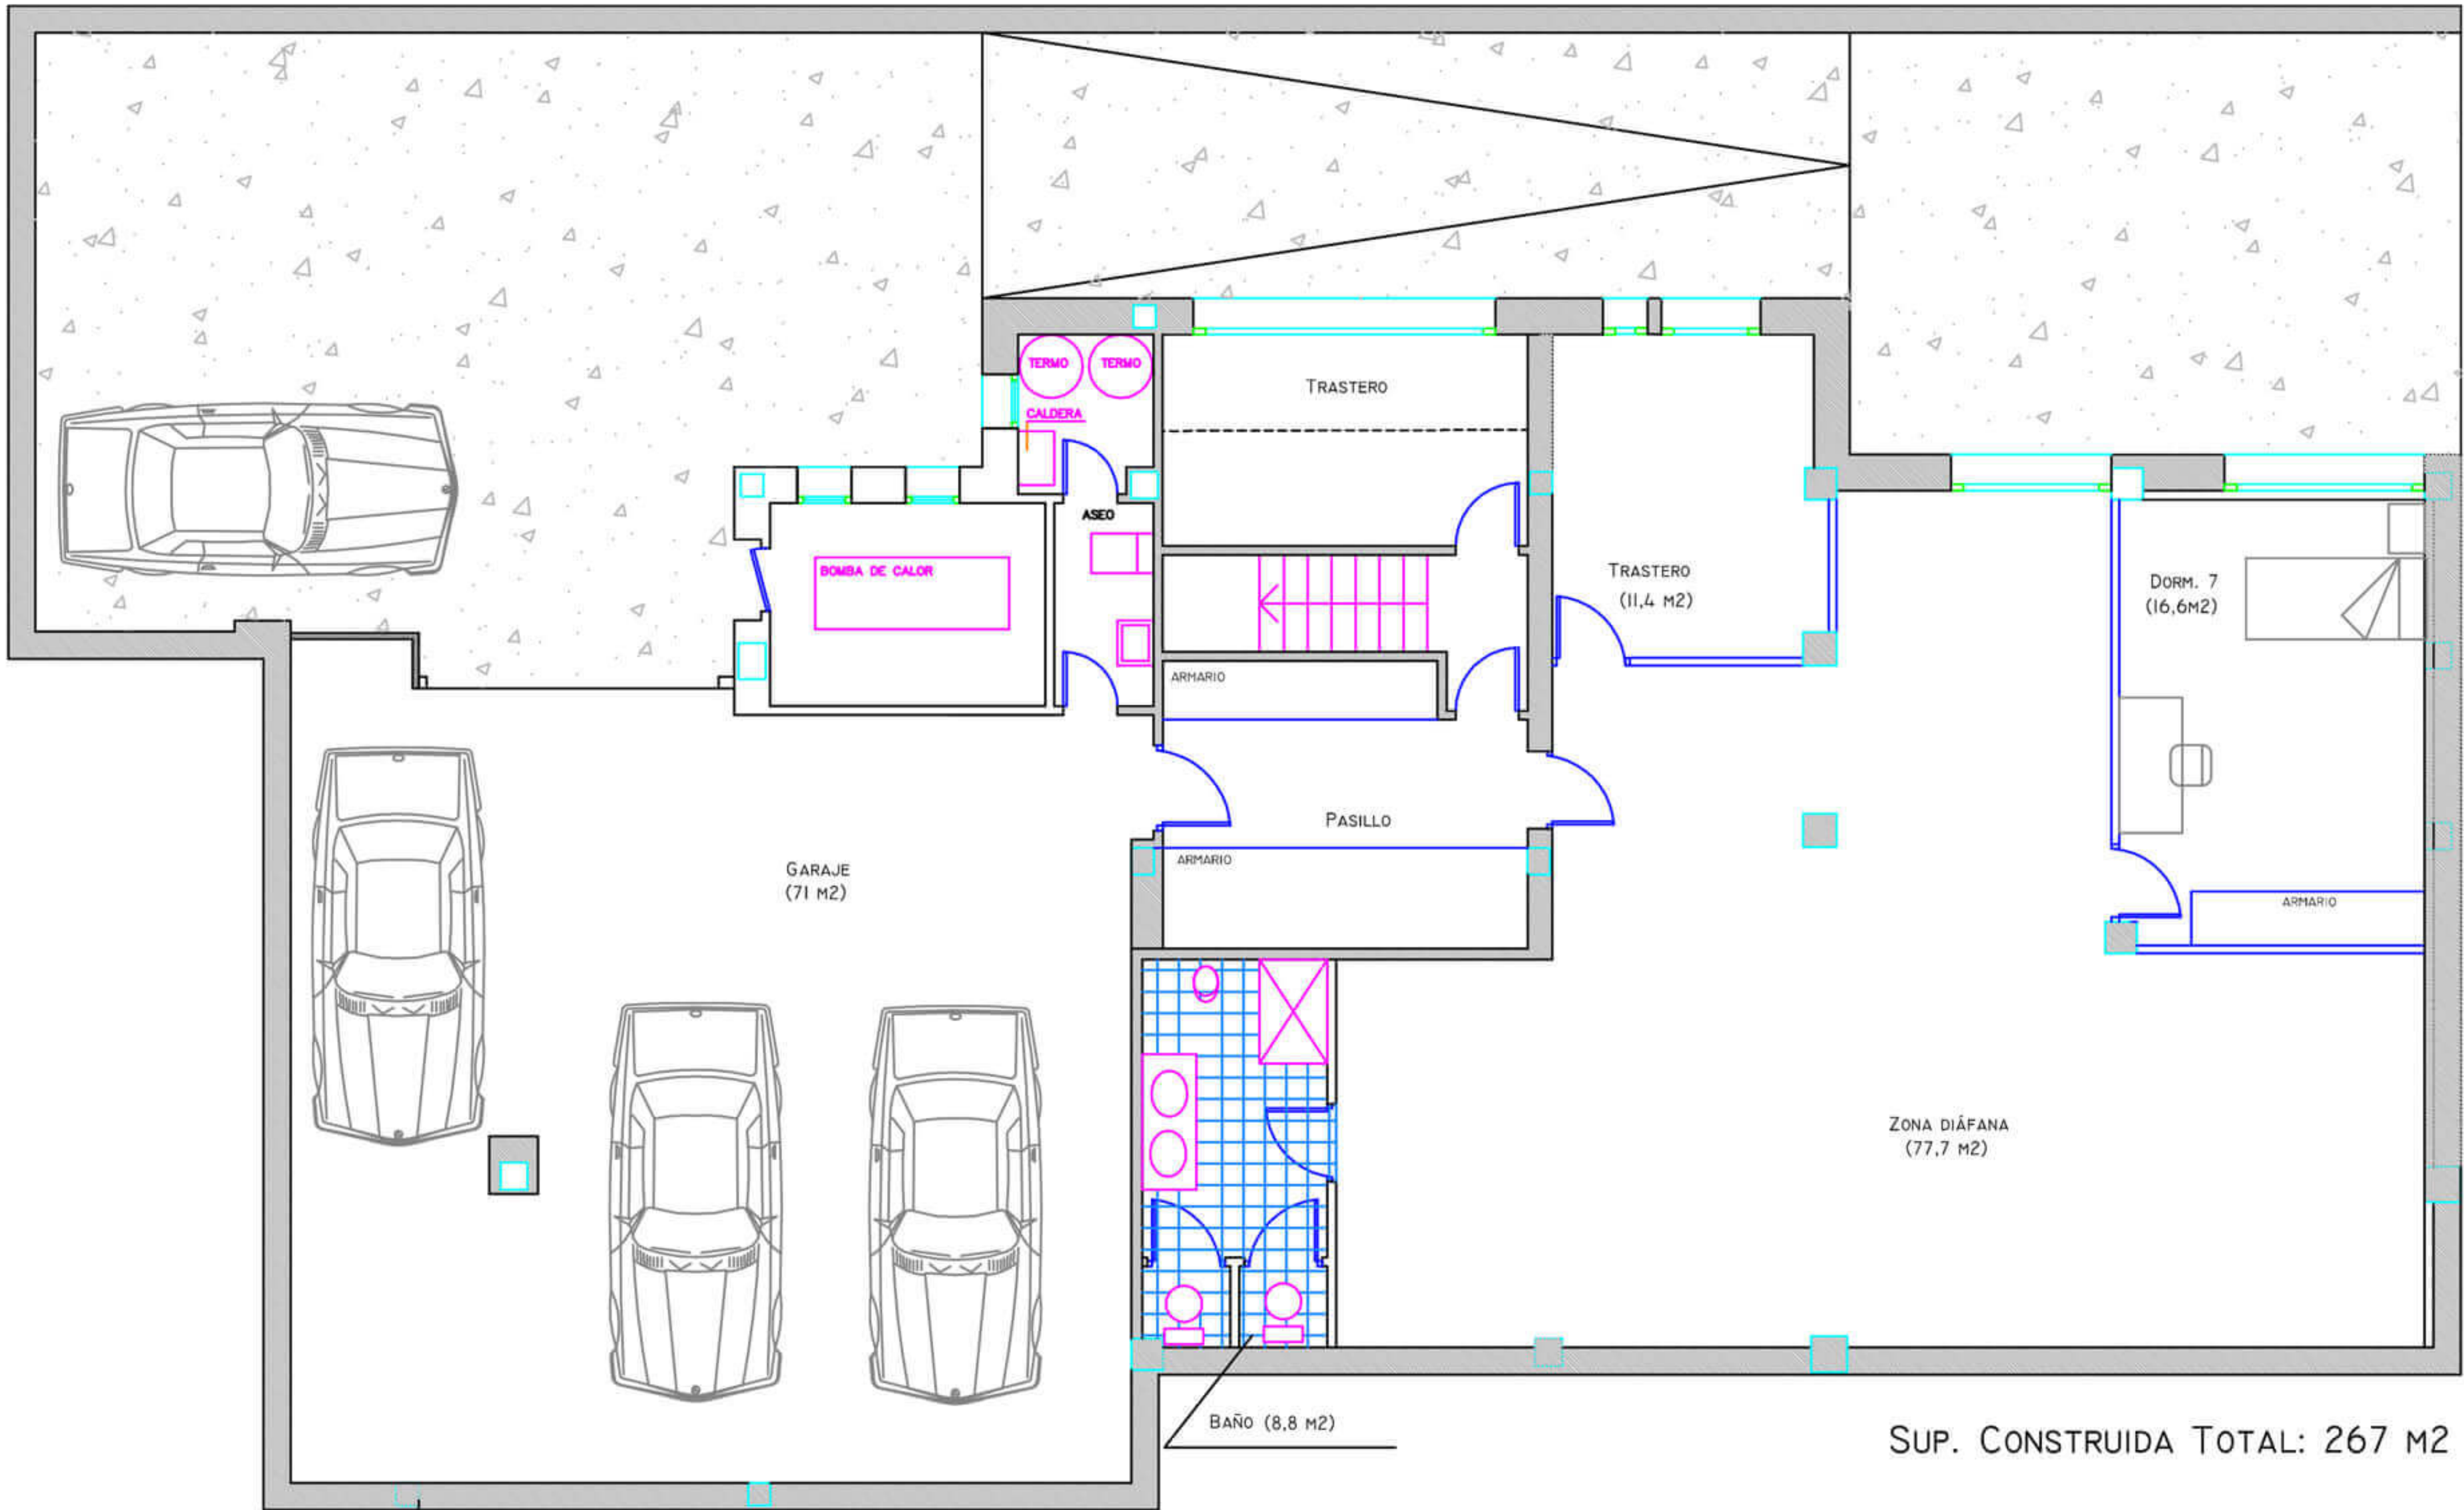 TERMO
TERMO
CALDERA
TRASTERO
ASEO
BOMBA DE CALOR
TRASTERO
(11,4 M2)
DORM. 7
(16,6M2)
ARMARIO
PASILLO
ARMARIO
GARAJE
(71 M2)
ARMARIO
ZONA DIÁFANA
(77,7 M2)
BAÑO (8,8 M2)
SUP. CONSTRUIDA TOTAL: 267 M2